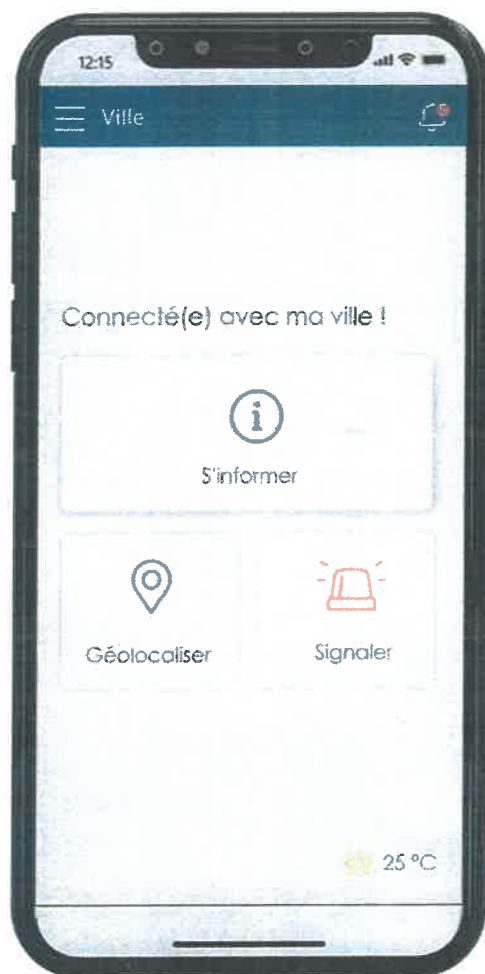 12:15
Ville
Connecté(e) avec ma ville !
S'informer
Géolocaliser
Signaler
25 °C